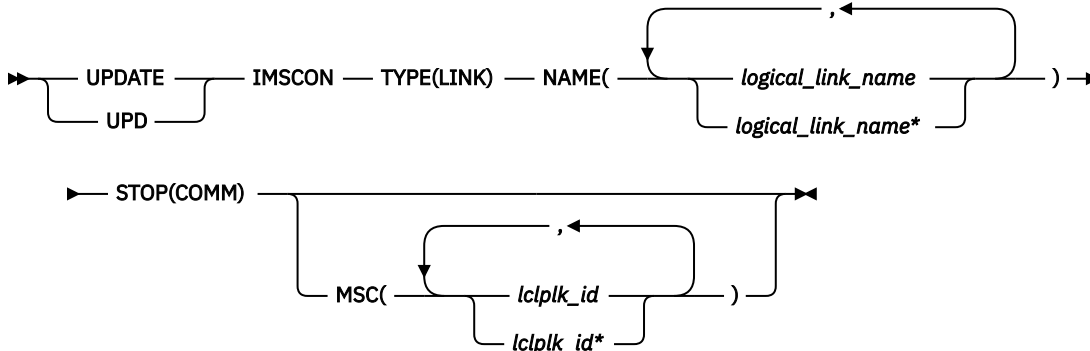 ,
UPDATE IMSCON TYPE(LINK) NAME( logical_link_name )
UPD logical_link_name*
STOP(COMM)
,
MSC( lclplk_id )
lclplk_id*